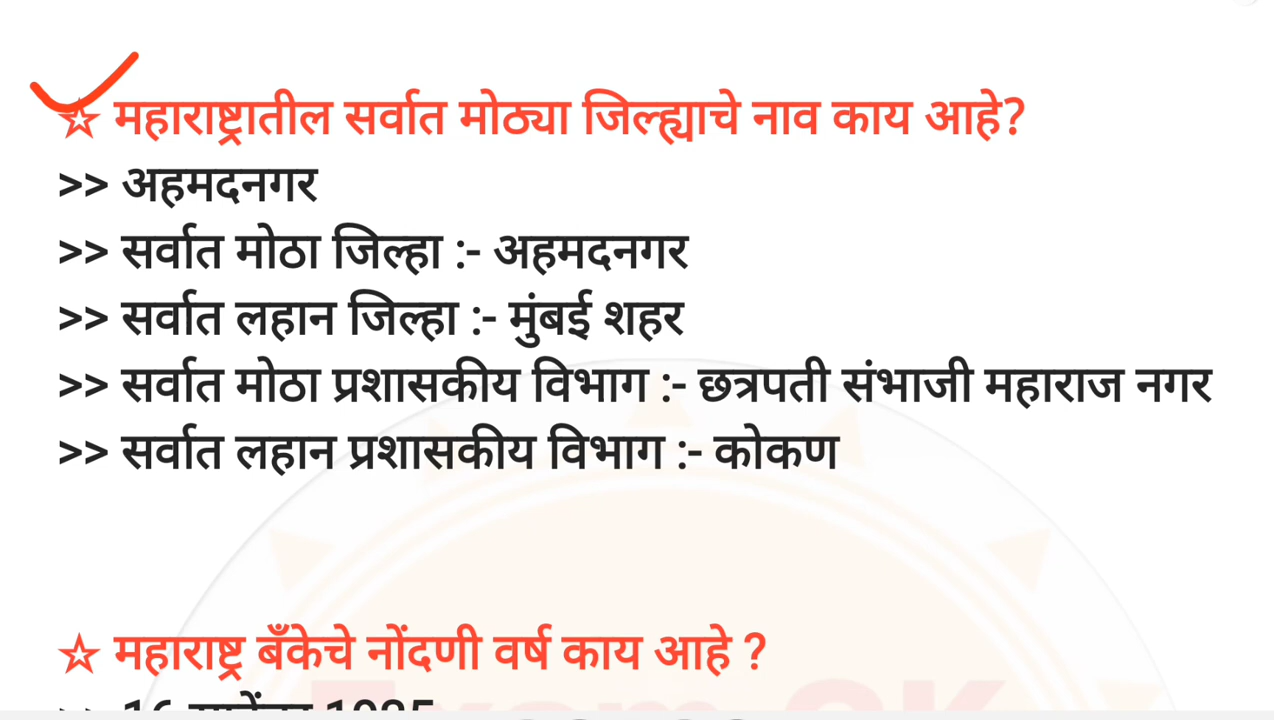 ☆ महाराष्ट्रातील सर्वात मोठ्या जिल्ह्याचे नाव काय आहे?
>> अहमदनगर
>> सर्वात मोठा जिल्हा :- अहमदनगर
>> सर्वात लहान जिल्हा :- मुंबई शहर
>> सर्वात मोठा प्रशासकीय विभाग :- छत्रपती संभाजी महाराज नगर
>> सर्वात लहान प्रशासकीय विभाग :- कोकण
☆ महाराष्ट्र बँकेचे नोंदणी वर्ष काय आहे ?